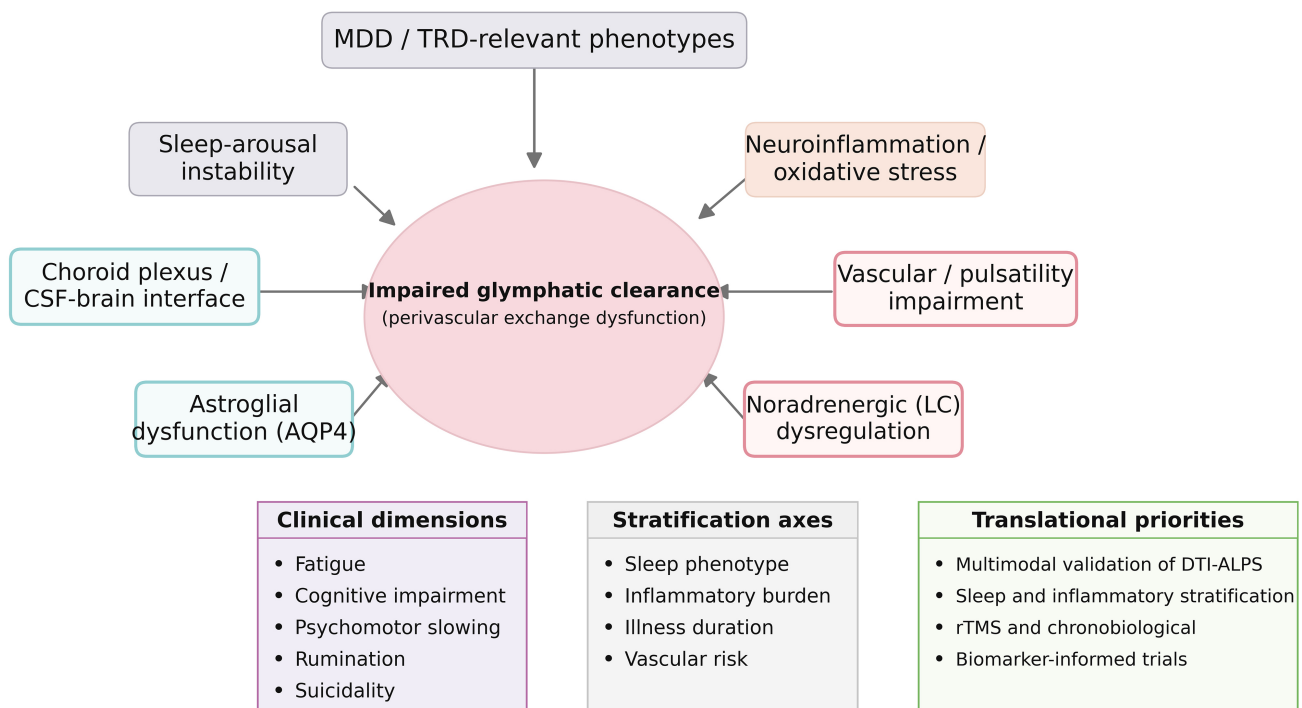 MDD / TRD-relevant phenotypes
Sleep-arousal
instability
Neuroinflammation /
oxidative stress
Choroid plexus /
CSF-brain interface
Impaired glymphatic clearance
(perivascular exchange dysfunction)
Vascular / pulsatility
impairment
Astroglial
dysfunction (AQP4)
Noradrenergic (LC)
dysregulation
Clinical dimensions
• Fatigue
• Cognitive impairment
• Psychomotor slowing
• Rumination
• Suicidality
Stratification axes
• Sleep phenotype
• Inflammatory burden
• Illness duration
• Vascular risk
Translational priorities
• Multimodal validation of DTI-ALPS
• Sleep and inflammatory stratification
• rTMS and chronobiological
• Biomarker-informed trials